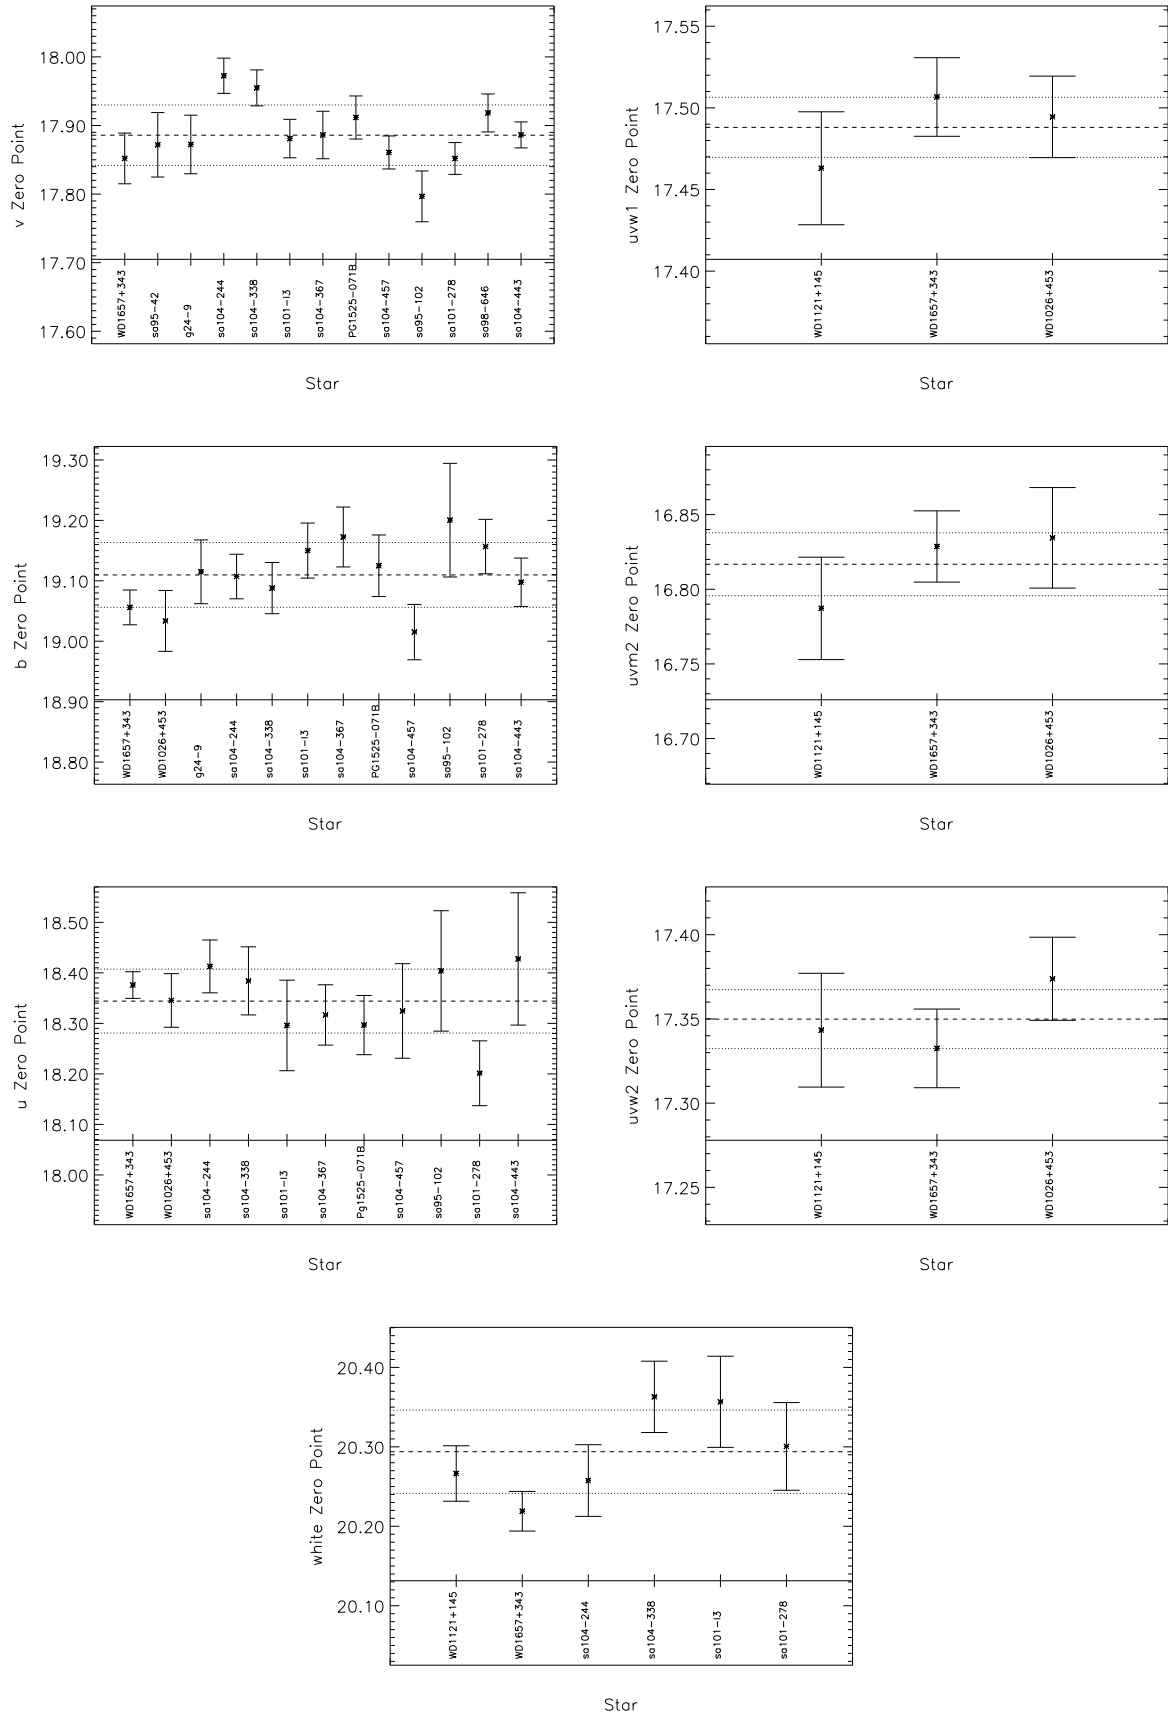 v Zero Point
18.00
17.90
17.80
17.70
17.60
WD1657+343
sa95-42
g24-9
sa104-244
sa104-338
sa101-13
sa104-367
PG1525-071B
sa104-457
sa95-102
sa101-278
sa98-646
sa104-443
Star
uvw1 Zero Point
17.55
17.50
17.45
17.40
WD1121+145
WD1657+343
WD1026+453
Star
b Zero Point
19.30
19.20
19.10
19.00
18.90
18.80
WD1657+343
WD1026+453
g24-9
sa104-244
sa104-338
sa101-13
sa104-367
PG1525-071B
sa104-457
sa95-102
sa101-278
sa104-443
Star
uvm2 Zero Point
16.85
16.80
16.75
16.70
WD1121+145
WD1657+343
WD1026+453
Star
u Zero Point
18.50
18.40
18.30
18.20
18.10
18.00
WD1657+343
WD1026+453
sa104-244
sa104-338
sa101-13
sa104-367
Pg1525-071B
sa104-457
sa95-102
sa101-278
sa104-443
Star
uvw2 Zero Point
17.40
17.35
17.30
17.25
WD1121+145
WD1657+343
WD1026+453
Star
white Zero Point
20.40
20.30
20.20
20.10
WD1121+145
WD1657+343
sa104-244
sa104-338
sa101-13
sa101-278
Star